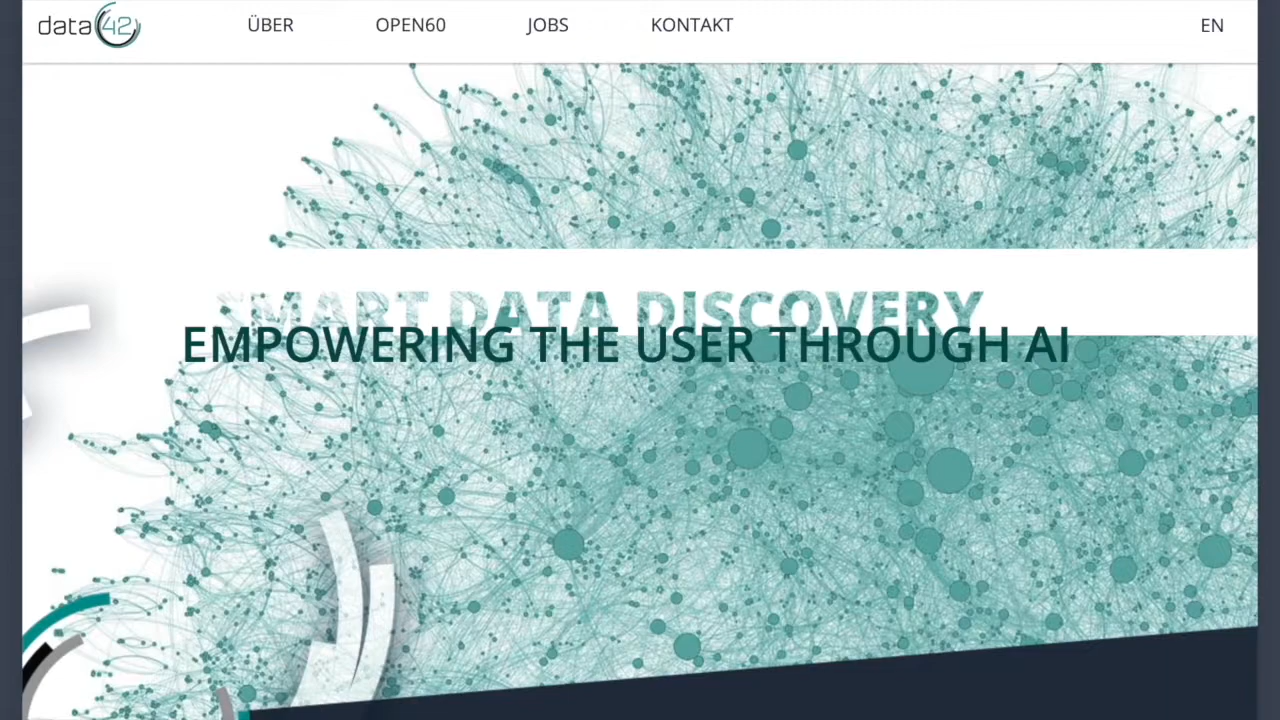 data42
ÜBER
OPEN60
JOBS
KONTAKT
EN
SMART DATA DISCOVERY
EMPOWERING THE USER THROUGH AI